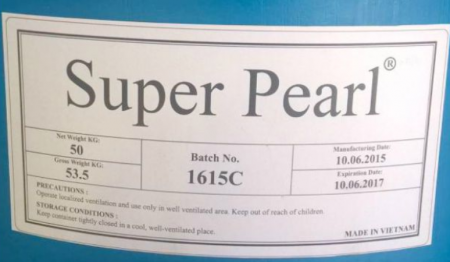 Super Pearl®
Net Weight KG:
50
Gross Weight KG:
53.5
Batch No.
1615C
Manufacturing Date:
10.06.2015
Expiration Date:
10.06.2017
PRECAUTIONS :
Operate localized ventilation and use only in well ventilated area. Keep out of reach of children
STORAGE CONDITIONS :
Keep container tightly closed in a cool, well-ventilated place.
MADE IN VIETNAM